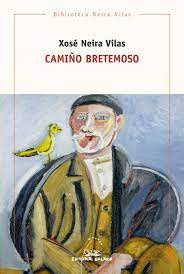 Biblioteca Neira Vilas
Xosé Neira Vilas
CAMIÑO BRETEMOSO
EDITORIAL GALAXIA